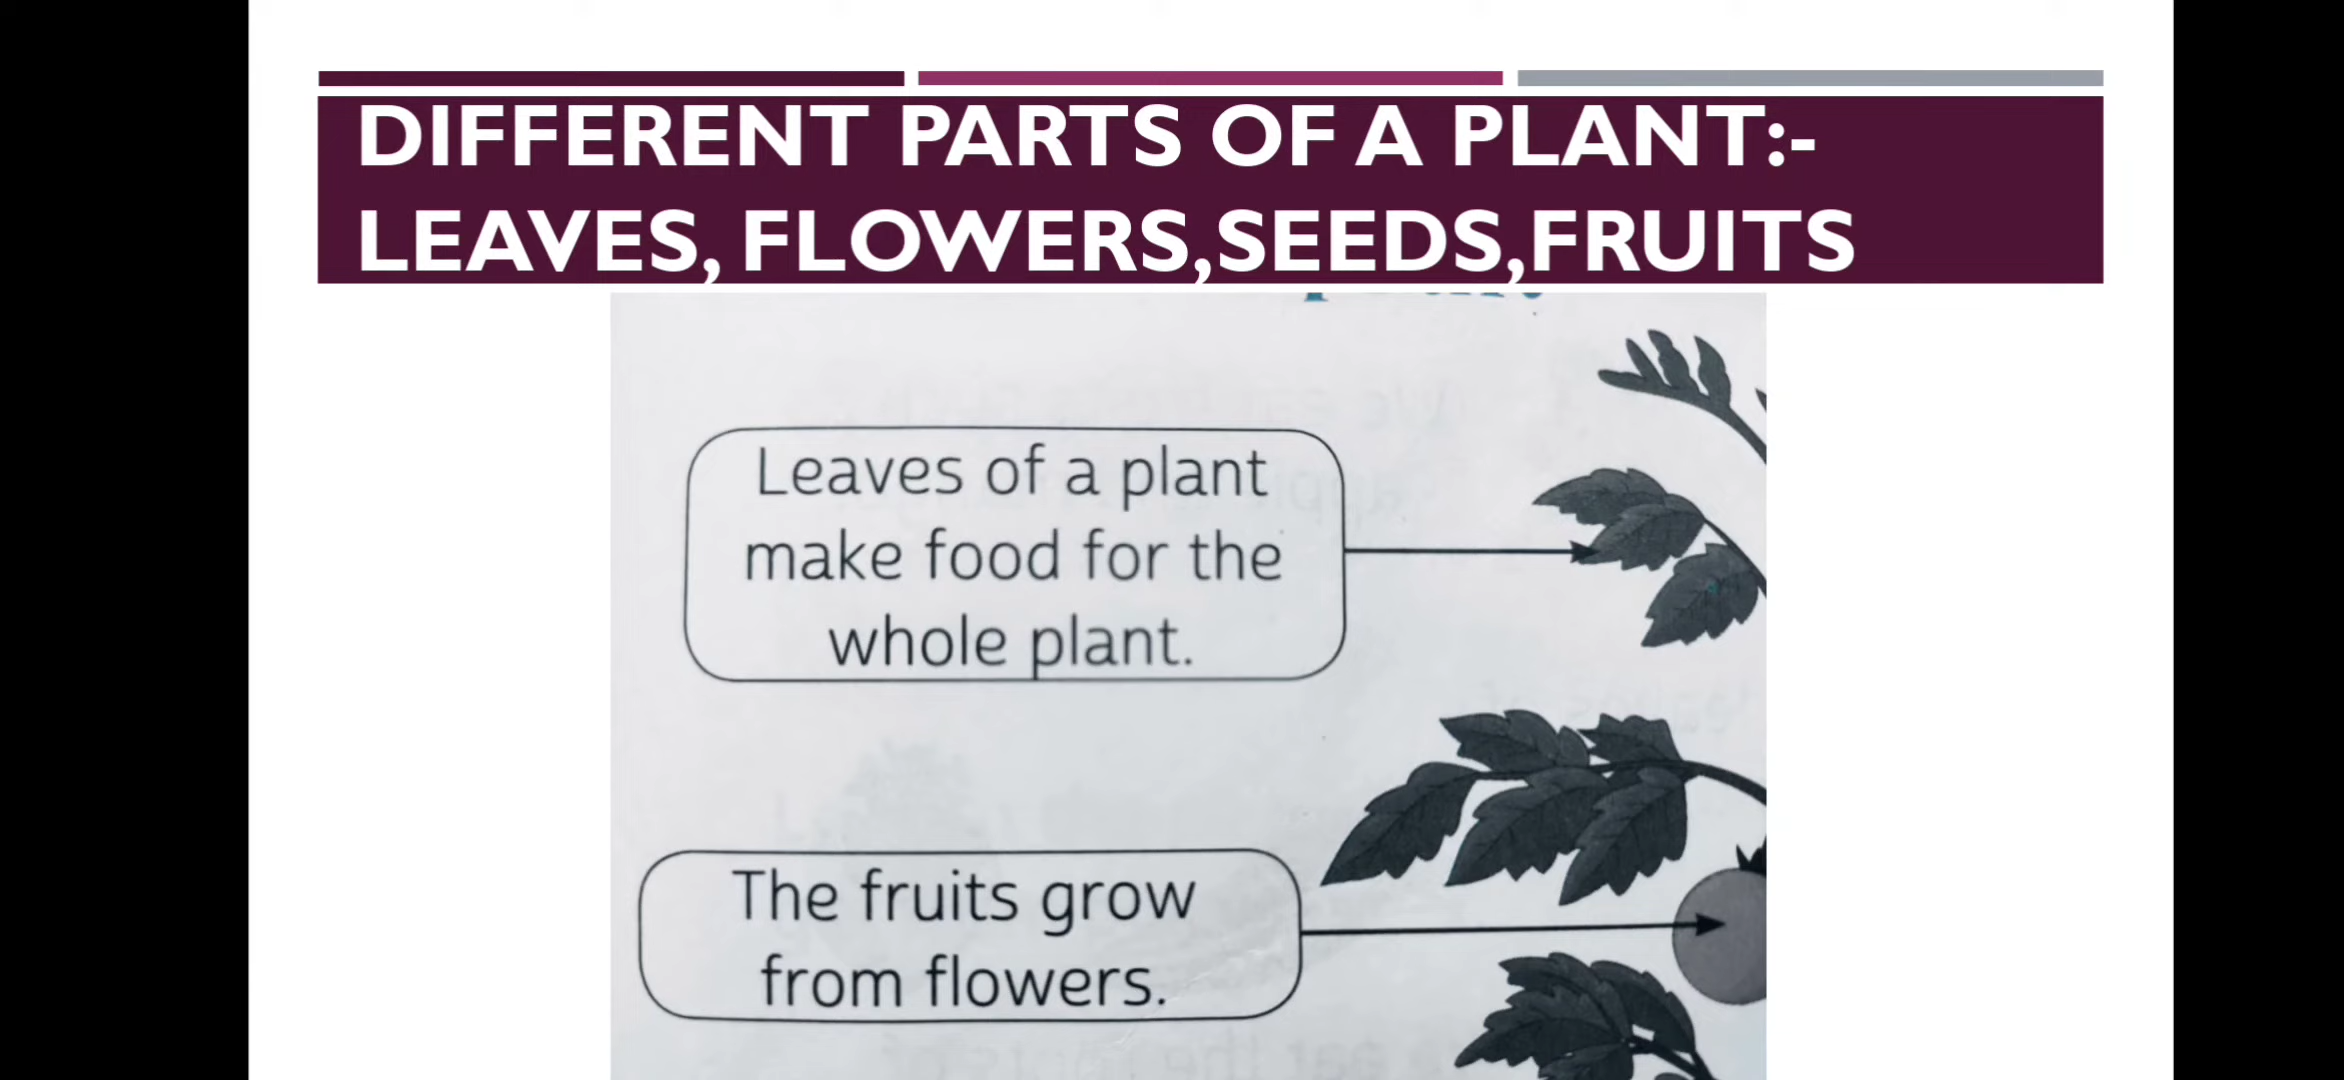 DIFFERENT PARTS OF A PLANT:-
LEAVES, FLOWERS,SEEDS,FRUITS
Leaves of a plant
make food for the
whole plant.
The fruits grow
from flowers.